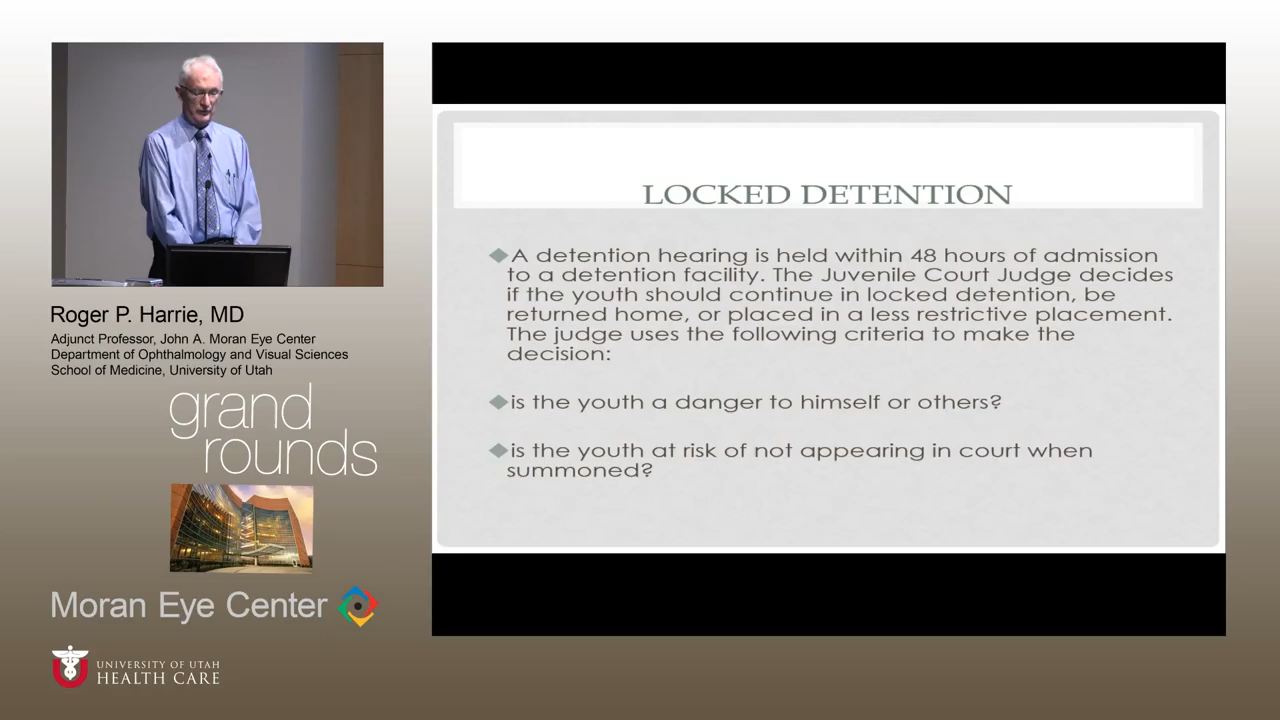 Roger P. Harrie, MD
Adjunct Professor, John A. Moran Eye Center
Department of Ophthalmology and Visual Sciences
School of Medicine, University of Utah
grand
rounds
Moran Eye Center
UNIVERSITY OF UTAH
HEALTH CARE
LOCKED DETENTION
A detention hearing is held within 48 hours of admission
to a detention facility. The Juvenile Court Judge decides
if the youth should continue in locked detention, be
returned home, or placed in a less restrictive placement.
The judge uses the following criteria to make the
decision:
is the youth a danger to himself or others?
is the youth at risk of not appearing in court when
summoned?